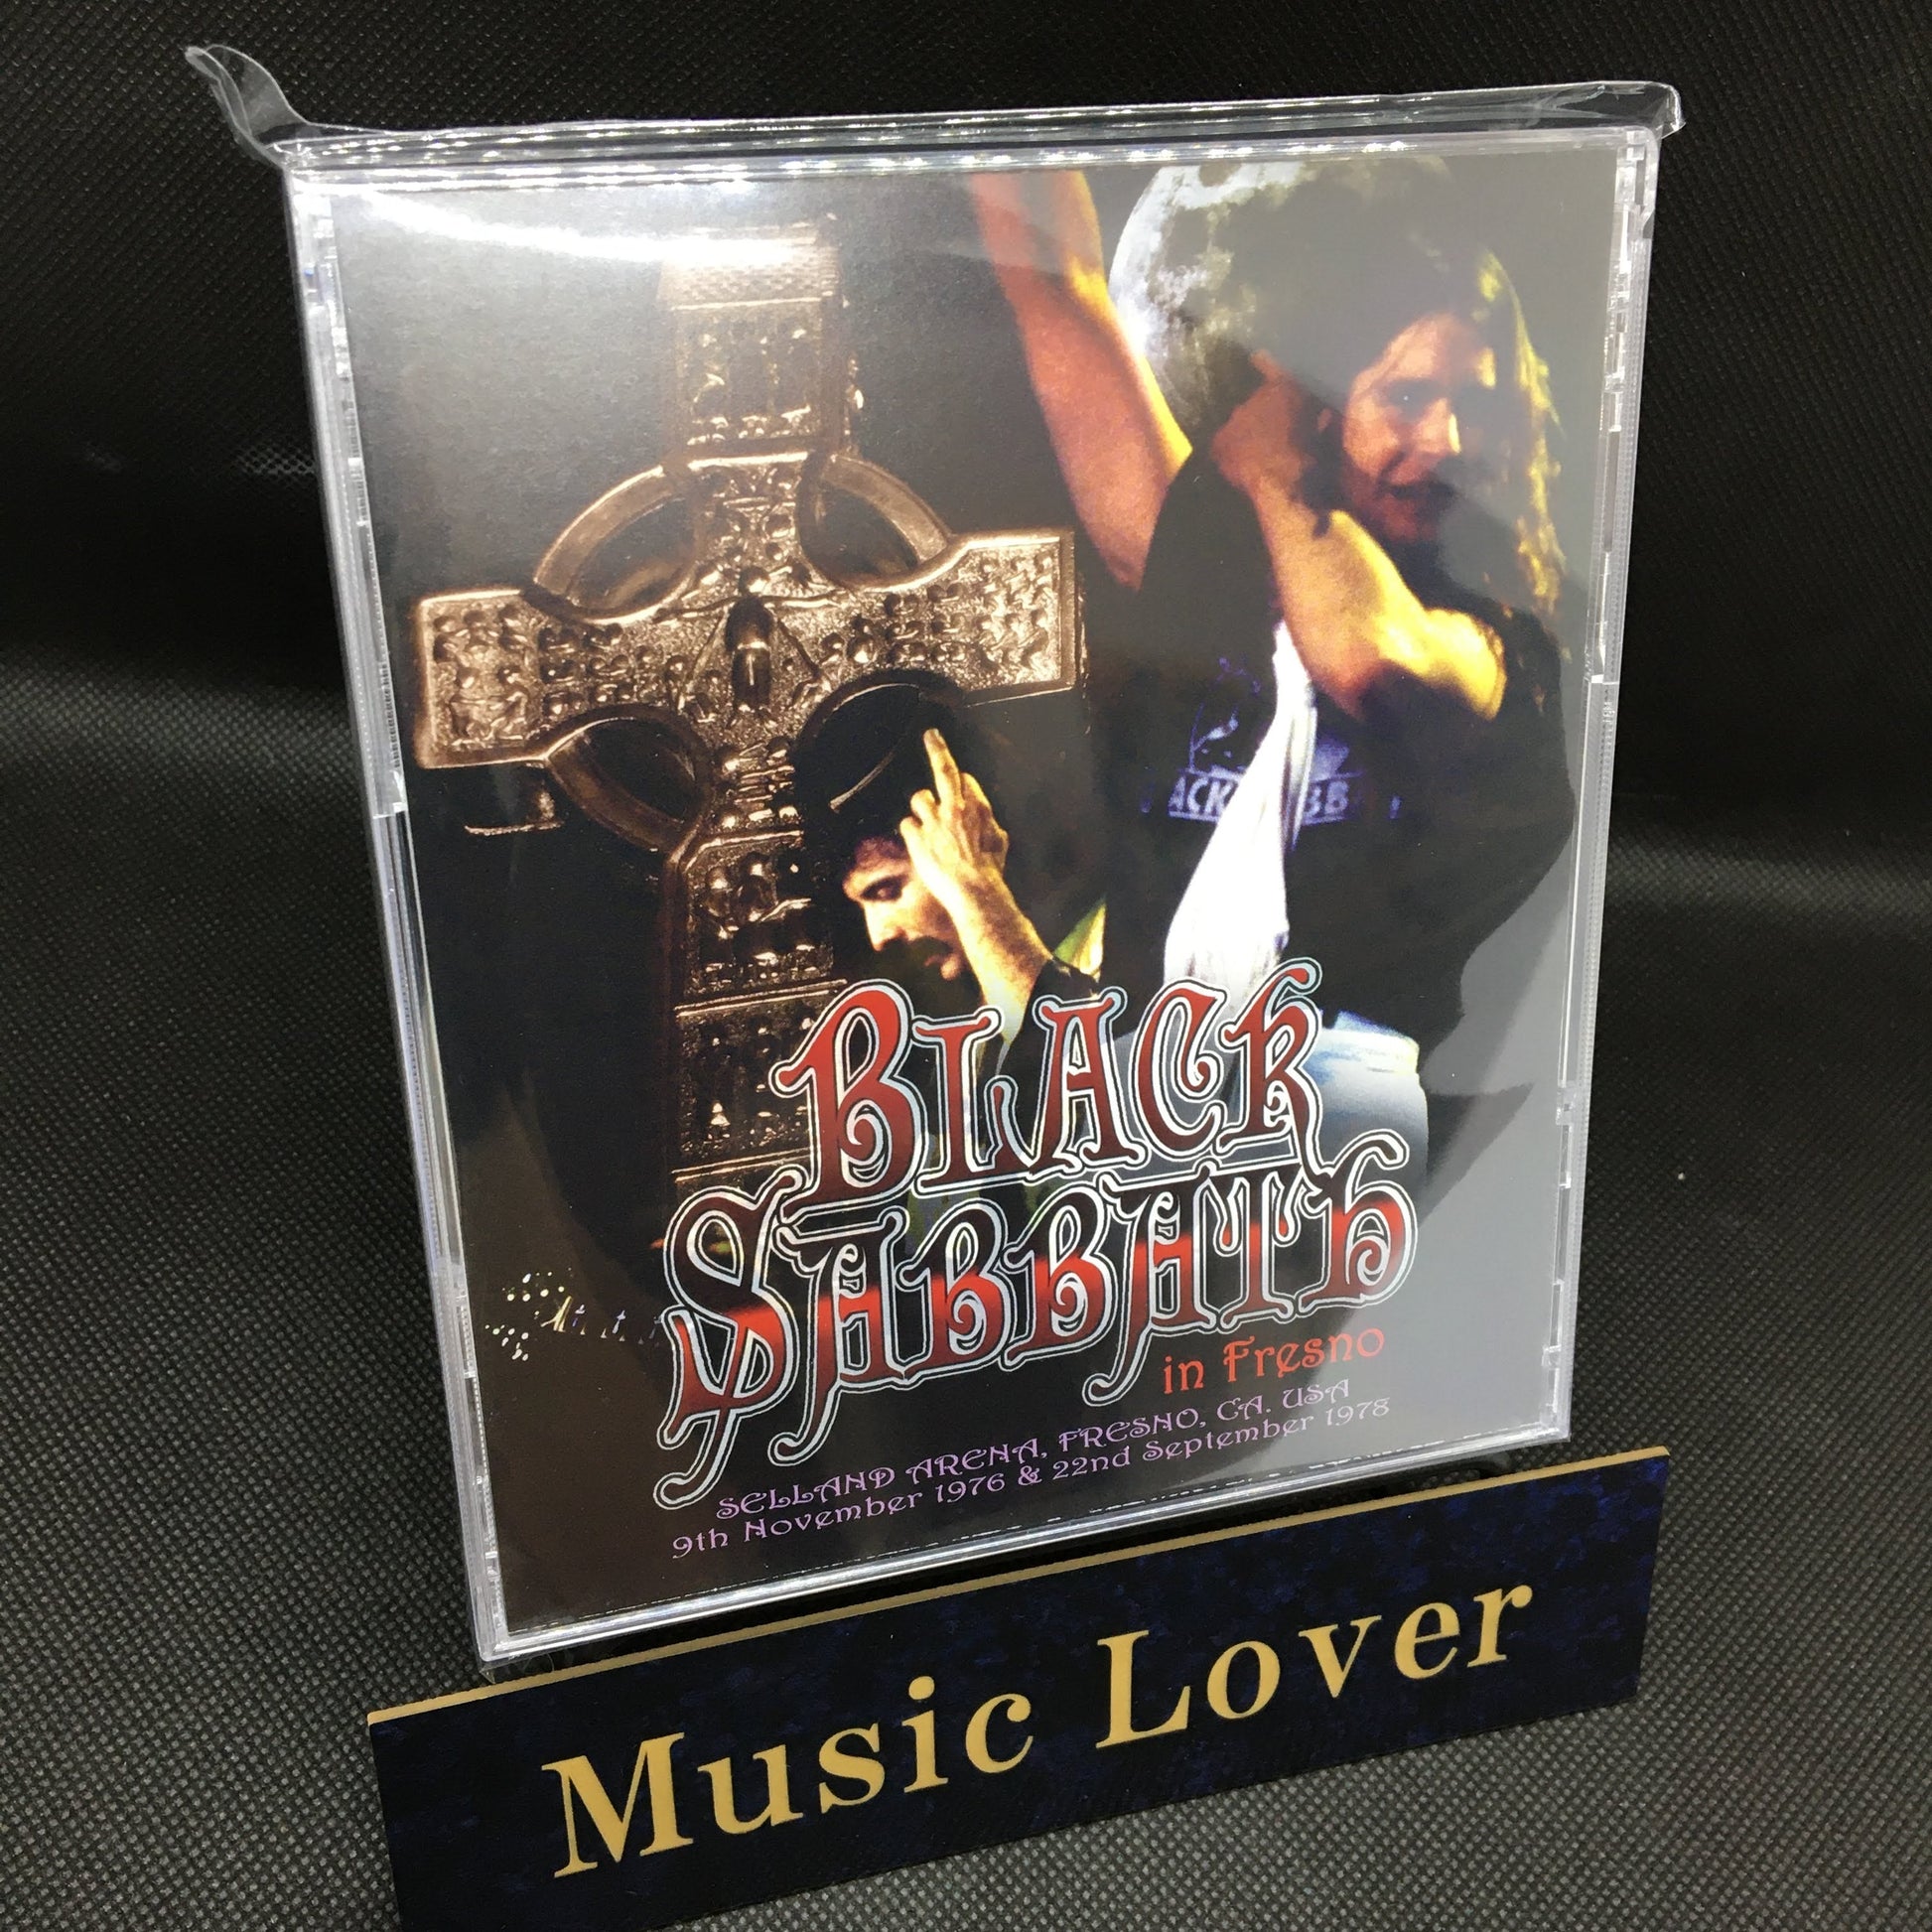 BLACK
SABBATH
in Fresno
SELLAND ARENA, FRESNO, CA. USA
9th November 1976 & 22nd September 1978
Music Lover